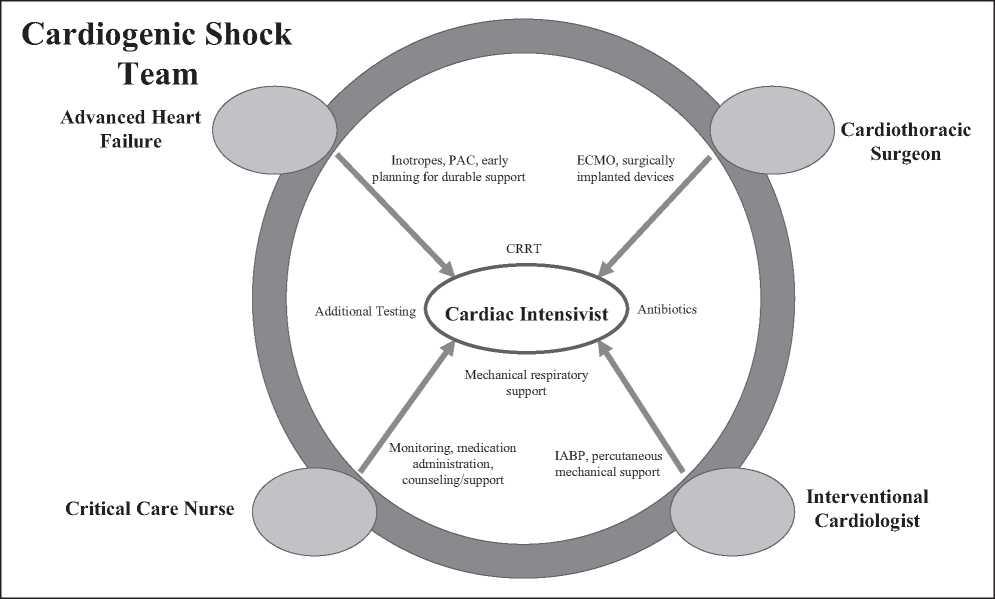 Cardiogenic Shock
Team
Advanced Heart
Failure
Cardiothoracic
Surgeon
Inotropes, PAC, early
planning for durable support
ECMO, surgically
implanted devices
CRRT
Additional Testing
Cardiac Intensivist
Antibiotics
Mechanical respiratory
support
Monitoring, medication
administration,
counseling/support
IABP, percutaneous
mechanical support
Critical Care Nurse
Interventional
Cardiologist